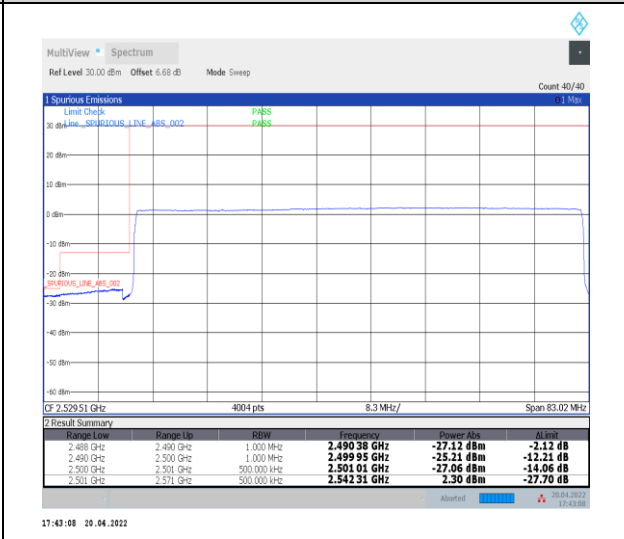 MultiView Spectrum
Ref Level 30.00 dBm Offset 6.68 dB Mode Sweep
Count 40/40
1 Spurious Emissions 1 Max
Limit Check PASS
30 dBm Line _SPURIOUS_LINE_ABS_002 PASS
20 dBm
10 dBm
0 dBm
-10 dBm
-20 dBm
_SPURIOUS_LINE_ABS_002
-30 dBm
-40 dBm
-50 dBm
-60 dBm
CF 2.52951 GHz 4004 pts 8.3 MHz/ Span 83.02 MHz
2 Result Summary
Range Low Range Up RBW Frequency Power Abs ΔLimit
2.488 GHz 2.490 GHz 1.000 MHz 2.490 38 GHz -27.12 dBm -2.12 dB
2.490 GHz 2.500 GHz 1.000 MHz 2.499 95 GHz -25.21 dBm -12.21 dB
2.500 GHz 2.501 GHz 500.000 kHz 2.501 01 GHz -27.06 dBm -14.06 dB
2.501 GHz 2.571 GHz 500.000 kHz 2.542 31 GHz 2.30 dBm -27.70 dB
Aborted 20.04.2022
17:43:08
17:43:08 20.04.2022